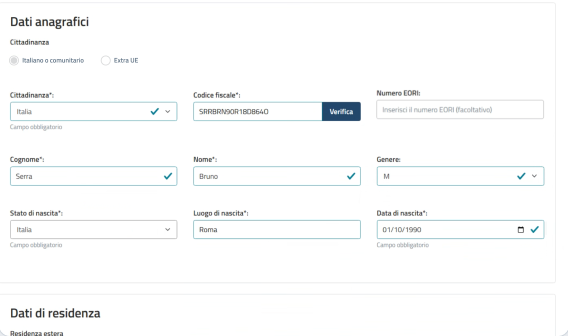 Dati anagrafici
Cittadinanza
Italiano o comunitario Extra UE
Cittadinanza*: Codice fiscale*: Numero EORI:
Italia SRRBRN90R18D864O Verifica Inserisci il numero EORI (facoltativo)
Campo obbligatorio
Cognome*: Nome*: Genere:
Serra Bruno M
Stato di nascita*: Luogo di nascita*: Data di nascita*:
Italia Roma 01/10/1990
Campo obbligatorio Campo obbligatorio
Dati di residenza
Residenza estera